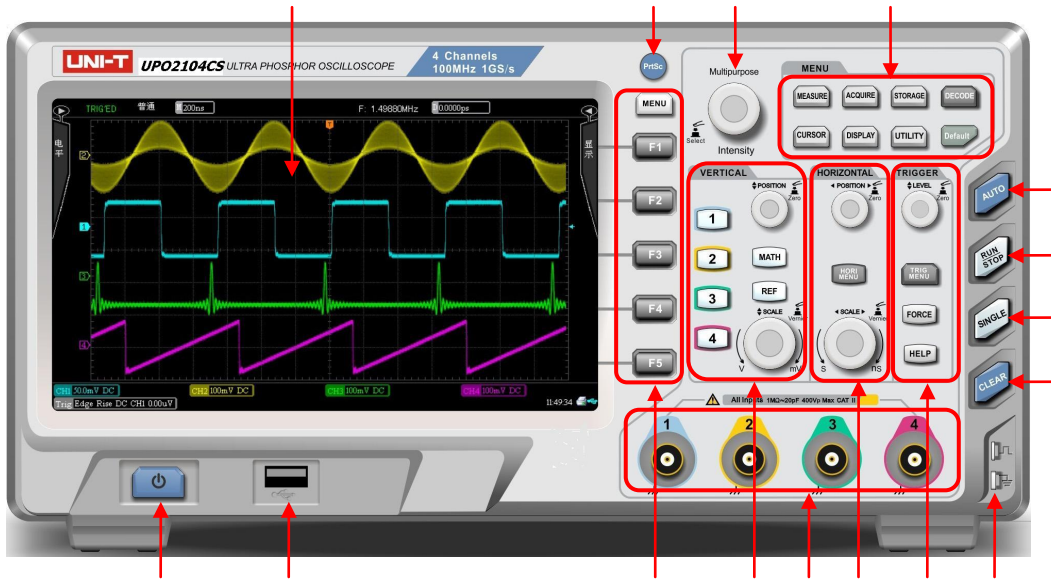 UNI-T UPO2104CS ULTRA PHOSPHOR OSCILLOSCOPE
4 Channels
100MHz 1GS/s
TRIG'ED 普通 M 200ns F: 1.49880MHz D 0.0000ps
T
电平
显示
2
1
3
4
CH1 50.0mV DC CH2 100mV DC CH3 100mV DC CH4 100mV DC
Trig Edge Rise DC CH1 0.00uV 11:49:34
PrtSc
MENU
F1
F2
F3
F4
F5
Multipurpose
Select
Intensity
MENU
MEASURE ACQUIRE STORAGE DECODE
CURSOR DISPLAY UTILITY Default
VERTICAL
POSITION
Zero
1
2
3
4
MATH
REF
SCALE
Vernier
V mV
HORIZONTAL
POSITION
Zero
HORI
MENU
SCALE
Vernier
S nS
TRIGGER
LEVEL
Zero
TRIG
MENU
FORCE
HELP
AUTO
RUN
STOP
SINGLE
CLEAR
All Inputs 1MΩ~20pF 400Vp Max CAT II
1 2 3 4